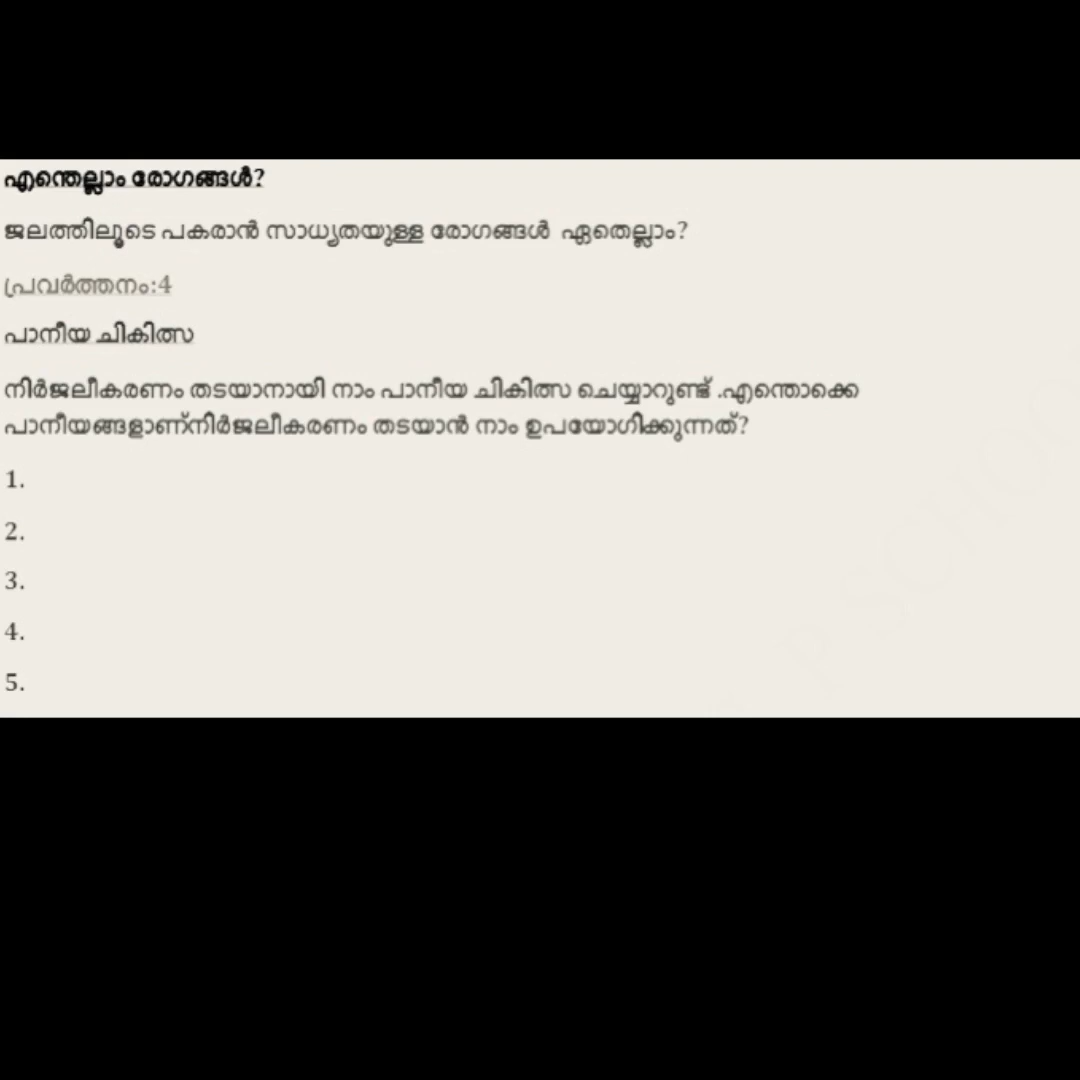 എന്തെല്ലാം രോഗങ്ങൾ?
ജലത്തിലൂടെ പകരാൻ സാധ്യതയുള്ള രോഗങ്ങൾ ഏതെല്ലാം?
പ്രവർത്തനം:4
പാനീയ ചികിത്സ
നിർജലീകരണം തടയാനായി നാം പാനീയ ചികിത്സ ചെയ്യാറുണ്ട് .എന്തൊക്കെ
പാനീയങ്ങളാണ്നിർജലീകരണം തടയാൻ നാം ഉപയോഗിക്കുന്നത്?
1.
2.
3.
4.
5.